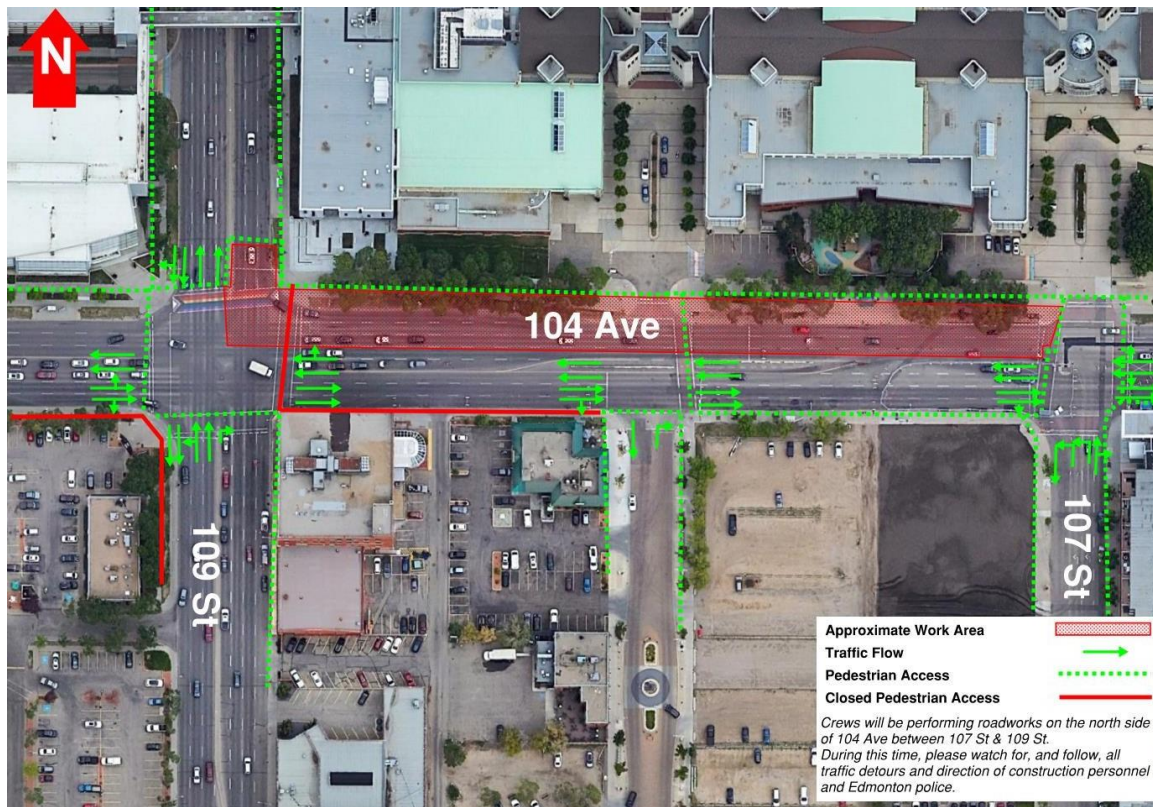 N
104 Ave
109 St
107 St
Approximate Work Area
Traffic Flow
Pedestrian Access
Closed Pedestrian Access
Crews will be performing roadworks on the north side
of 104 Ave between 107 St & 109 St.
During this time, please watch for, and follow, all
traffic detours and direction of construction personnel
and Edmonton police.